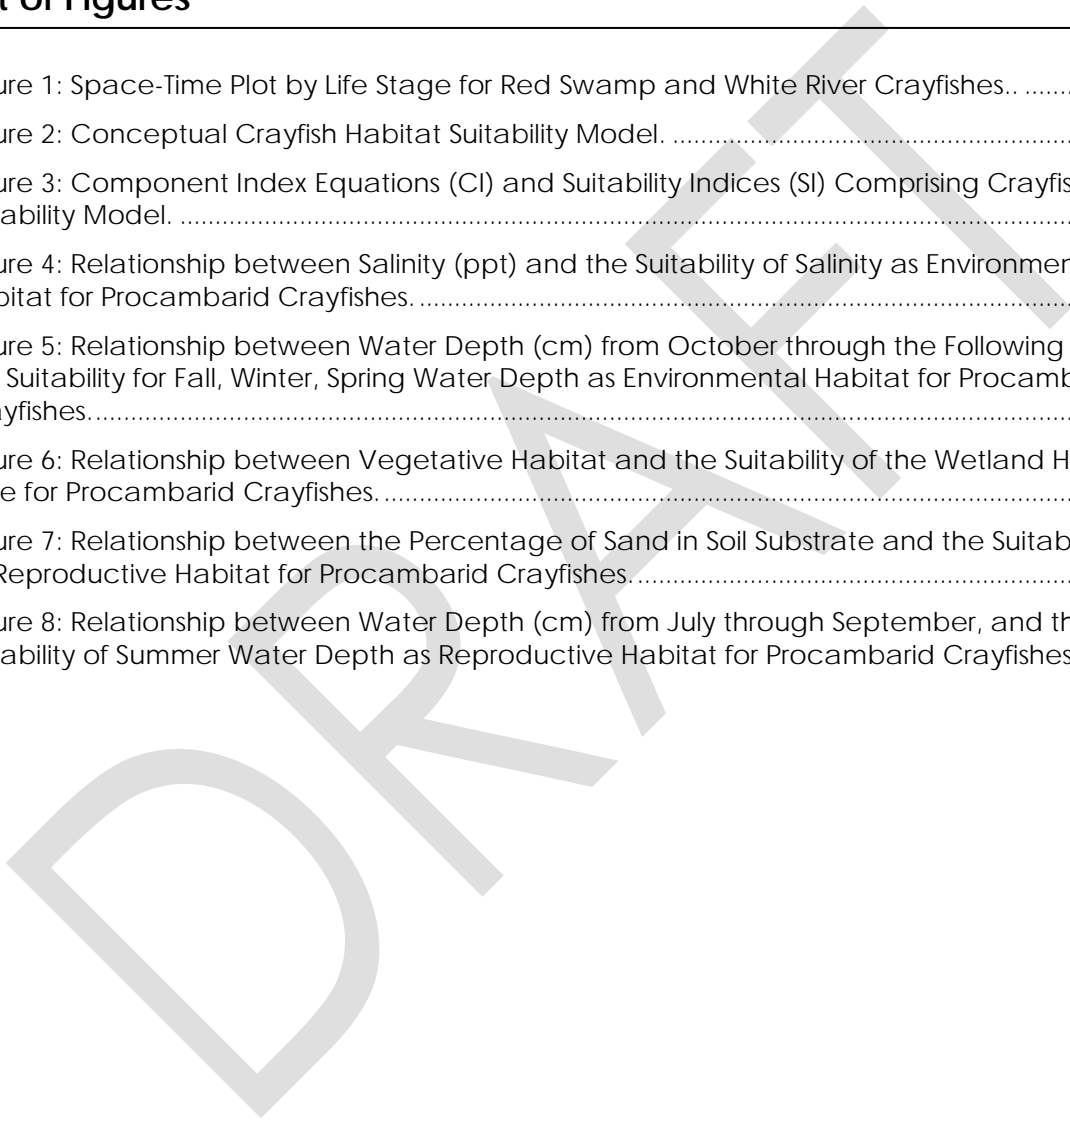 t of Figures
ure 1: Space-Time Plot by Life Stage for Red Swamp and White River Crayfishes.. .......
ure 2: Conceptual Crayfish Habitat Suitability Model. ..........................................................
ure 3: Component Index Equations (CI) and Suitability Indices (SI) Comprising Crayfis
ability Model. ..........................................................................................................................
ure 4: Relationship between Salinity (ppt) and the Suitability of Salinity as Environmen
bitat for Procambarid Crayfishes. ...........................................................................................
ure 5: Relationship between Water Depth (cm) from October through the Following
Suitability for Fall, Winter, Spring Water Depth as Environmental Habitat for Procamb
yfishes. ......................................................................................................................................
ure 6: Relationship between Vegetative Habitat and the Suitability of the Wetland H
e for Procambarid Crayfishes. .................................................................................................
ure 7: Relationship between the Percentage of Sand in Soil Substrate and the Suitab
Reproductive Habitat for Procambarid Crayfishes. ............................................................
ure 8: Relationship between Water Depth (cm) from July through September, and th
ability of Summer Water Depth as Reproductive Habitat for Procambarid Crayfishes
DRAFT